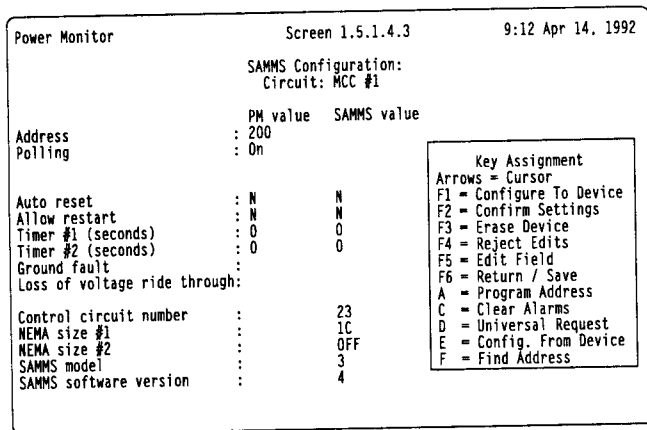 Power Monitor Screen 1.5.1.4.3 9:12 Apr 14, 1992
SAMMS Configuration:
Circuit: MCC #1
PM value SAMMS value
Address : 200
Polling : On
Auto reset : N N
Allow restart : N N
Timer #1 (seconds) : 0 0
Timer #2 (seconds) : 0 0
Ground fault :
Loss of voltage ride through:
Control circuit number : 23
NEMA size #1 : 1C
NEMA size #2 : OFF
SAMMS model : 3
SAMMS software version : 4
Key Assignment
Arrows = Cursor
F1 = Configure To Device
F2 = Confirm Settings
F3 = Erase Device
F4 = Reject Edits
F5 = Edit Field
F6 = Return / Save
A = Program Address
C = Clear Alarms
D = Universal Request
E = Config. From Device
F = Find Address